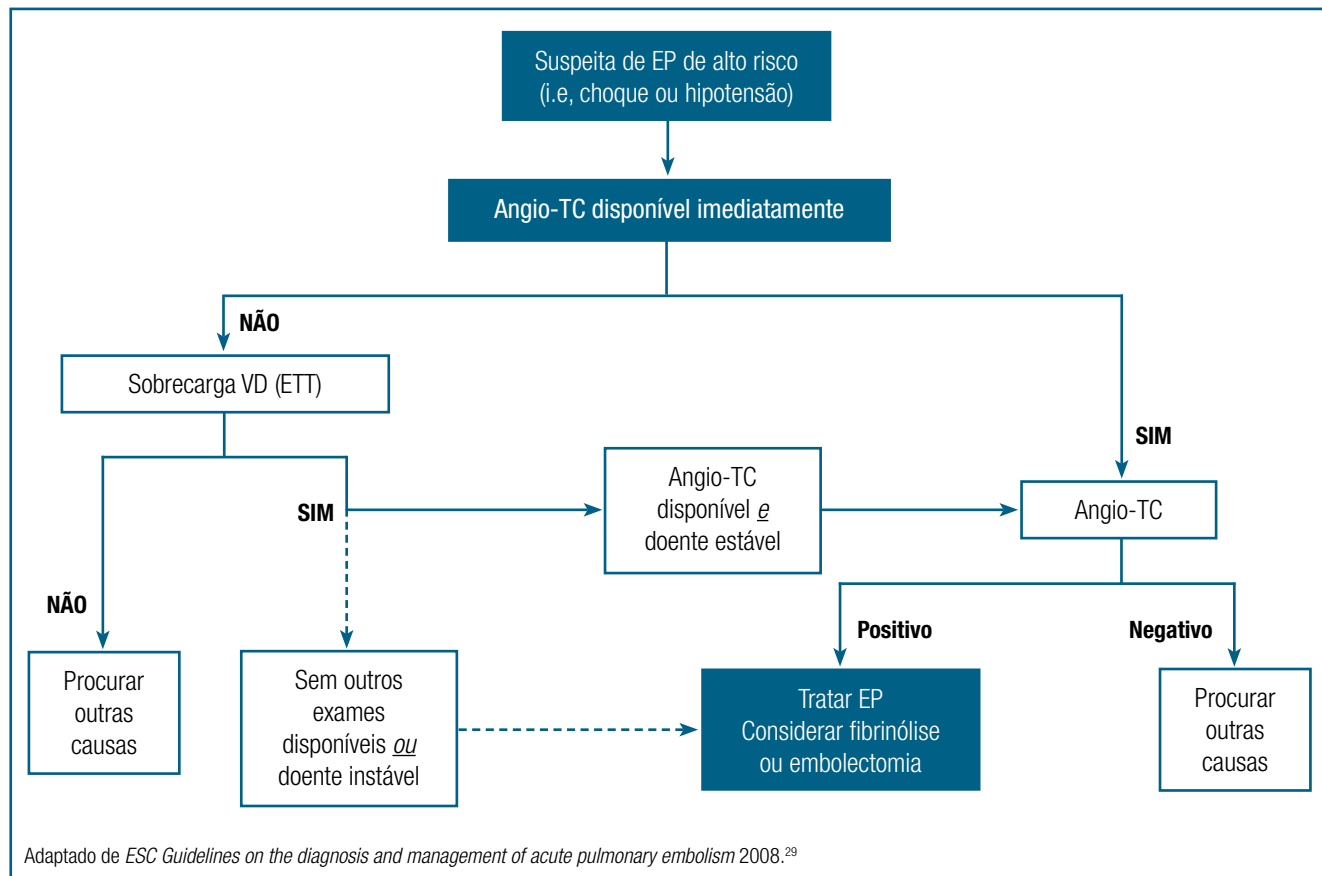 Suspeita de EP de alto risco
(i.e, choque ou hipotensão)
Angio-TC disponível imediatamente
NÃO
Sobrecarga VD (ETT)
SIM
Angio-TC
disponível e
doente estável
Angio-TC
SIM
NÃO
Positivo
Negativo
Procurar
outras
causas
Sem outros
exames
disponíveis ou
doente instável
Tratar EP
Considerar fibrinólise
ou embolectomia
Procurar
outras
causas
Adaptado de ESC Guidelines on the diagnosis and management of acute pulmonary embolism 2008.29